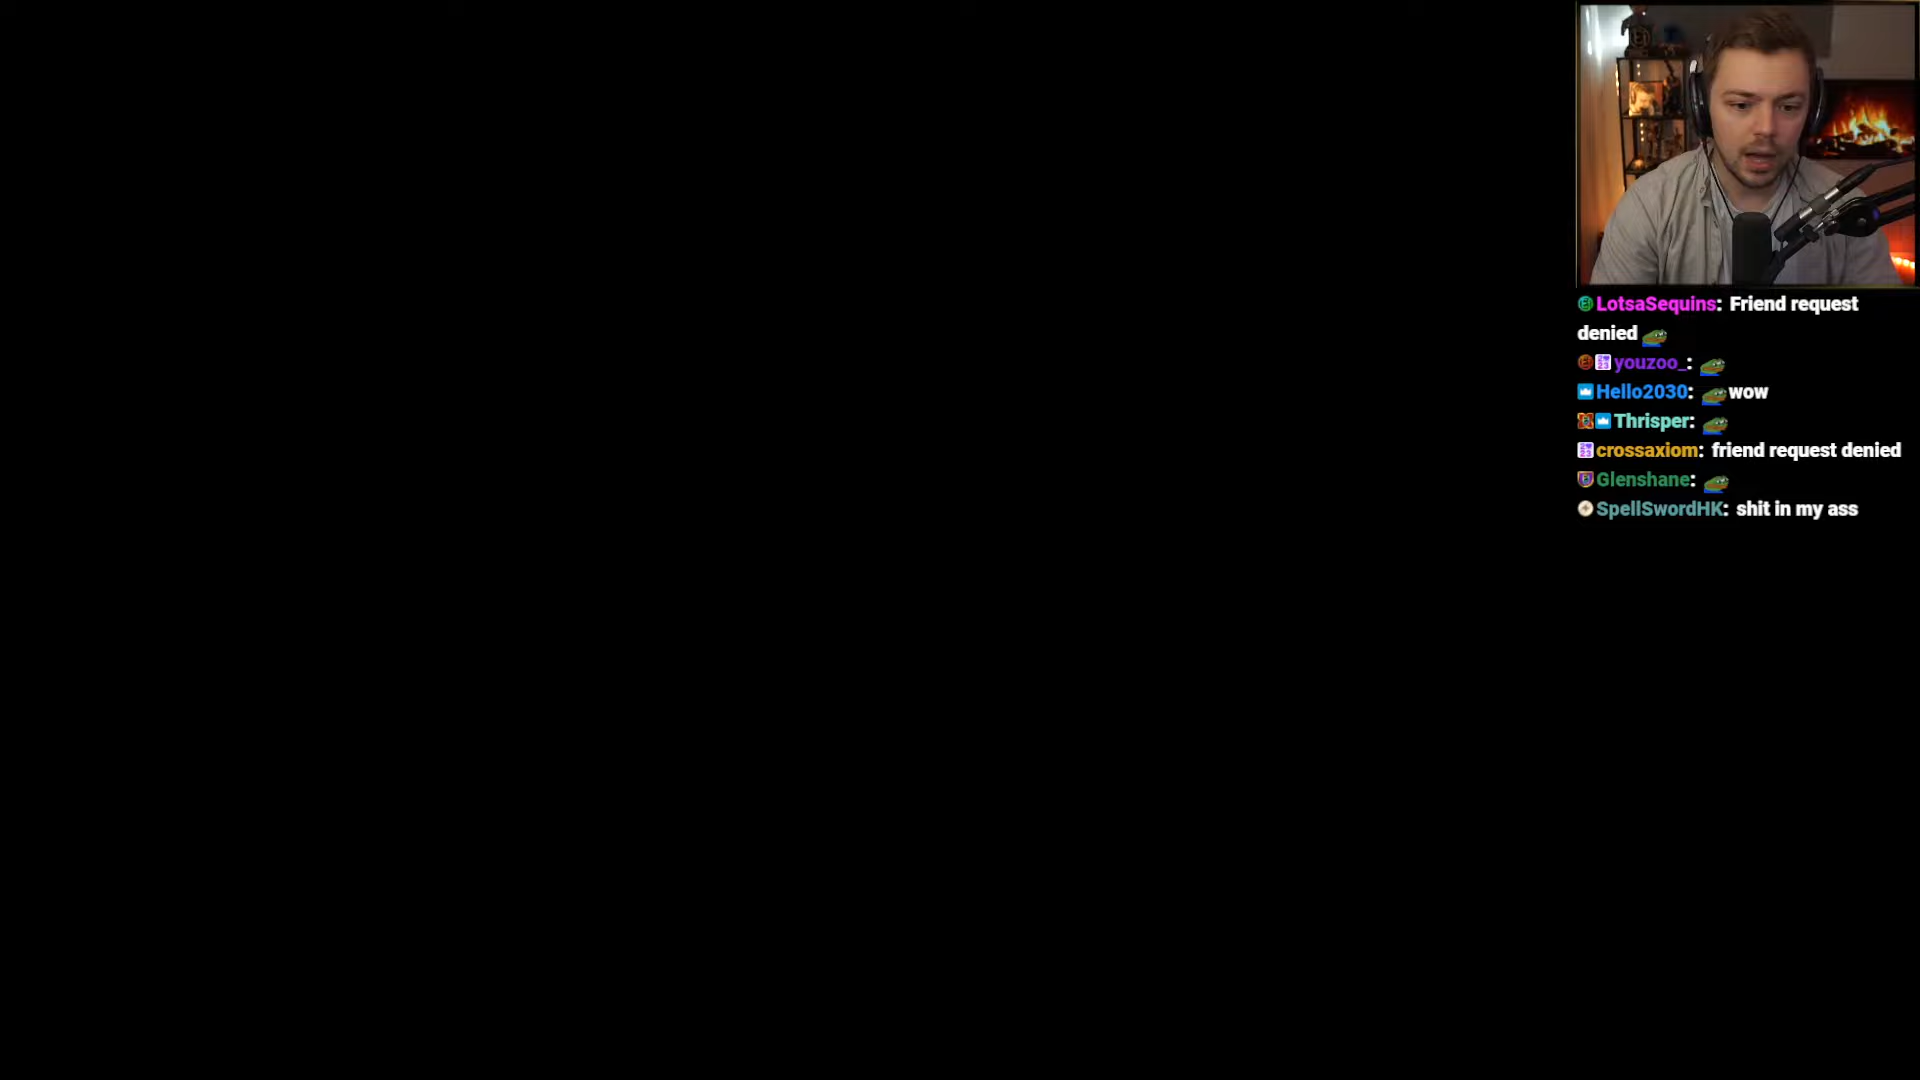 LotsaSequins: Friend request
denied
youzoo_:
Hello2030: wow
Thrisper:
crossaxiom: friend request denied
Glenshane:
SpellSwordHK: shit in my ass